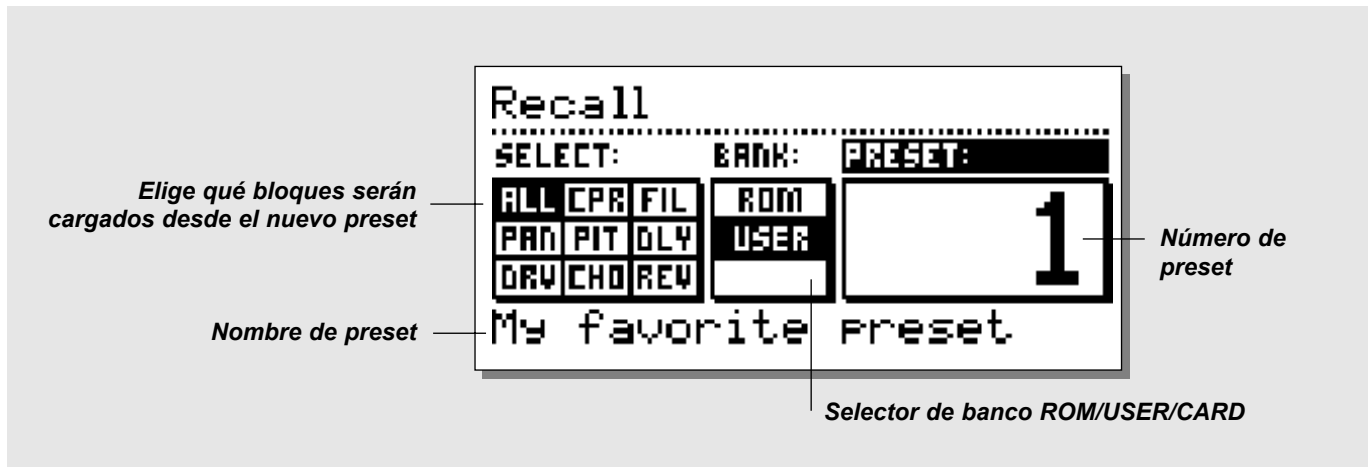 Recall
SELECT: BANK: PRESET:
Elige qué bloques serán
cargados desde el nuevo preset
ALL CPR FIL
PAN PIT DLY
DRV CHO REV
ROM
USER
1
Número de
preset
Nombre de preset
My favorite preset
Selector de banco ROM/USER/CARD